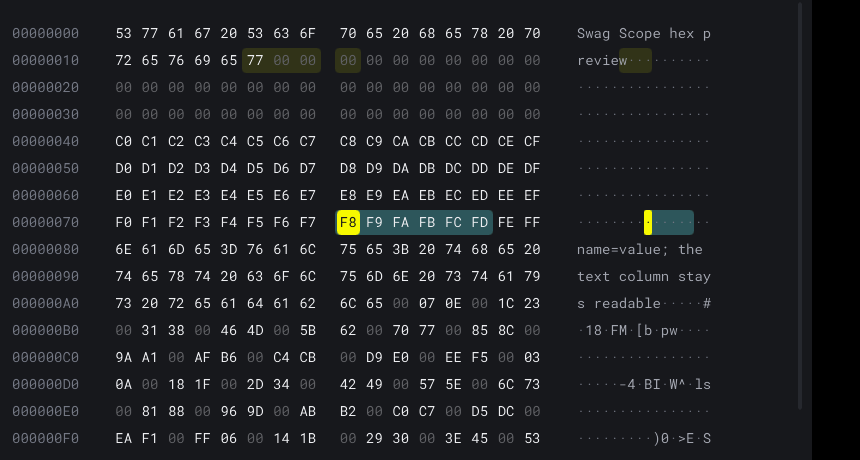 00000000 53 77 61 67 20 53 63 6F 70 65 20 68 65 78 20 70 Swag Scope hex p
00000010 72 65 76 69 65 77 00 00 00 00 00 00 00 00 00 00 review··········
00000020 00 00 00 00 00 00 00 00 00 00 00 00 00 00 00 00 ················
00000030 00 00 00 00 00 00 00 00 00 00 00 00 00 00 00 00 ················
00000040 C0 C1 C2 C3 C4 C5 C6 C7 C8 C9 CA CB CC CD CE CF ················
00000050 D0 D1 D2 D3 D4 D5 D6 D7 D8 D9 DA DB DC DD DE DF ················
00000060 E0 E1 E2 E3 E4 E5 E6 E7 E8 E9 EA EB EC ED EE EF ················
00000070 F0 F1 F2 F3 F4 F5 F6 F7 F8 F9 FA FB FC FD FE FF ················
00000080 6E 61 6D 65 3D 76 61 6C 75 65 3B 20 74 68 65 20 name=value; the
00000090 74 65 78 74 20 63 6F 6C 75 6D 6E 20 73 74 61 79 text column stay
000000A0 73 20 72 65 61 64 61 62 6C 65 00 07 0E 00 1C 23 s readable·····#
000000B0 00 31 38 00 46 4D 00 5B 62 00 70 77 00 85 8C 00 ·18·FM·[b·pw····
000000C0 9A A1 00 AF B6 00 C4 CB 00 D9 E0 00 EE F5 00 03 ················
000000D0 0A 00 18 1F 00 2D 34 00 42 49 00 57 5E 00 6C 73 ·····-4·BI·W^·ls
000000E0 00 81 88 00 96 9D 00 AB B2 00 C0 C7 00 D5 DC 00 ················
000000F0 EA F1 00 FF 06 00 14 1B 00 29 30 00 3E 45 00 53 ·········)0·>E·S